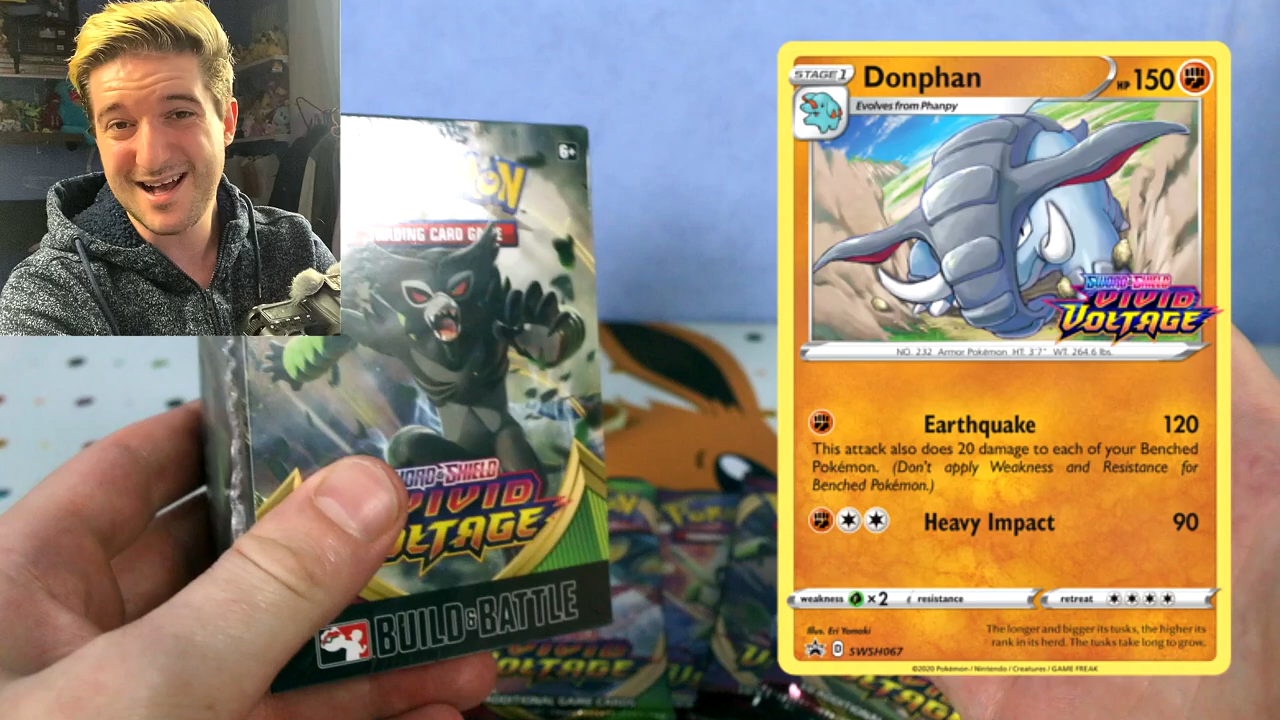 6+
TRADING CARD GAME
SWORD & SHIELD
VIVID
VOLTAGE
BUILD & BATTLE
VOLTAGE
ADDITIONAL GAME CARDS
STAGE 1
Donphan
HP 150
Evolves from Phanpy
SWORD & SHIELD
VIVID
VOLTAGE
NO. 232 Armor Pokémon HT. 3'7" WT. 264.6 lbs.
Earthquake 120
This attack also does 20 damage to each of your Benched
Pokémon. (Don't apply Weakness and Resistance for
Benched Pokémon.)
Heavy Impact 90
weakness ×2 resistance retreat
Illus. Eri Yamaki
D SWSH067
The longer and bigger its tusks, the higher its
rank in its herd. The tusks take long to grow.
©2020 Pokémon / Nintendo / Creatures / GAME FREAK